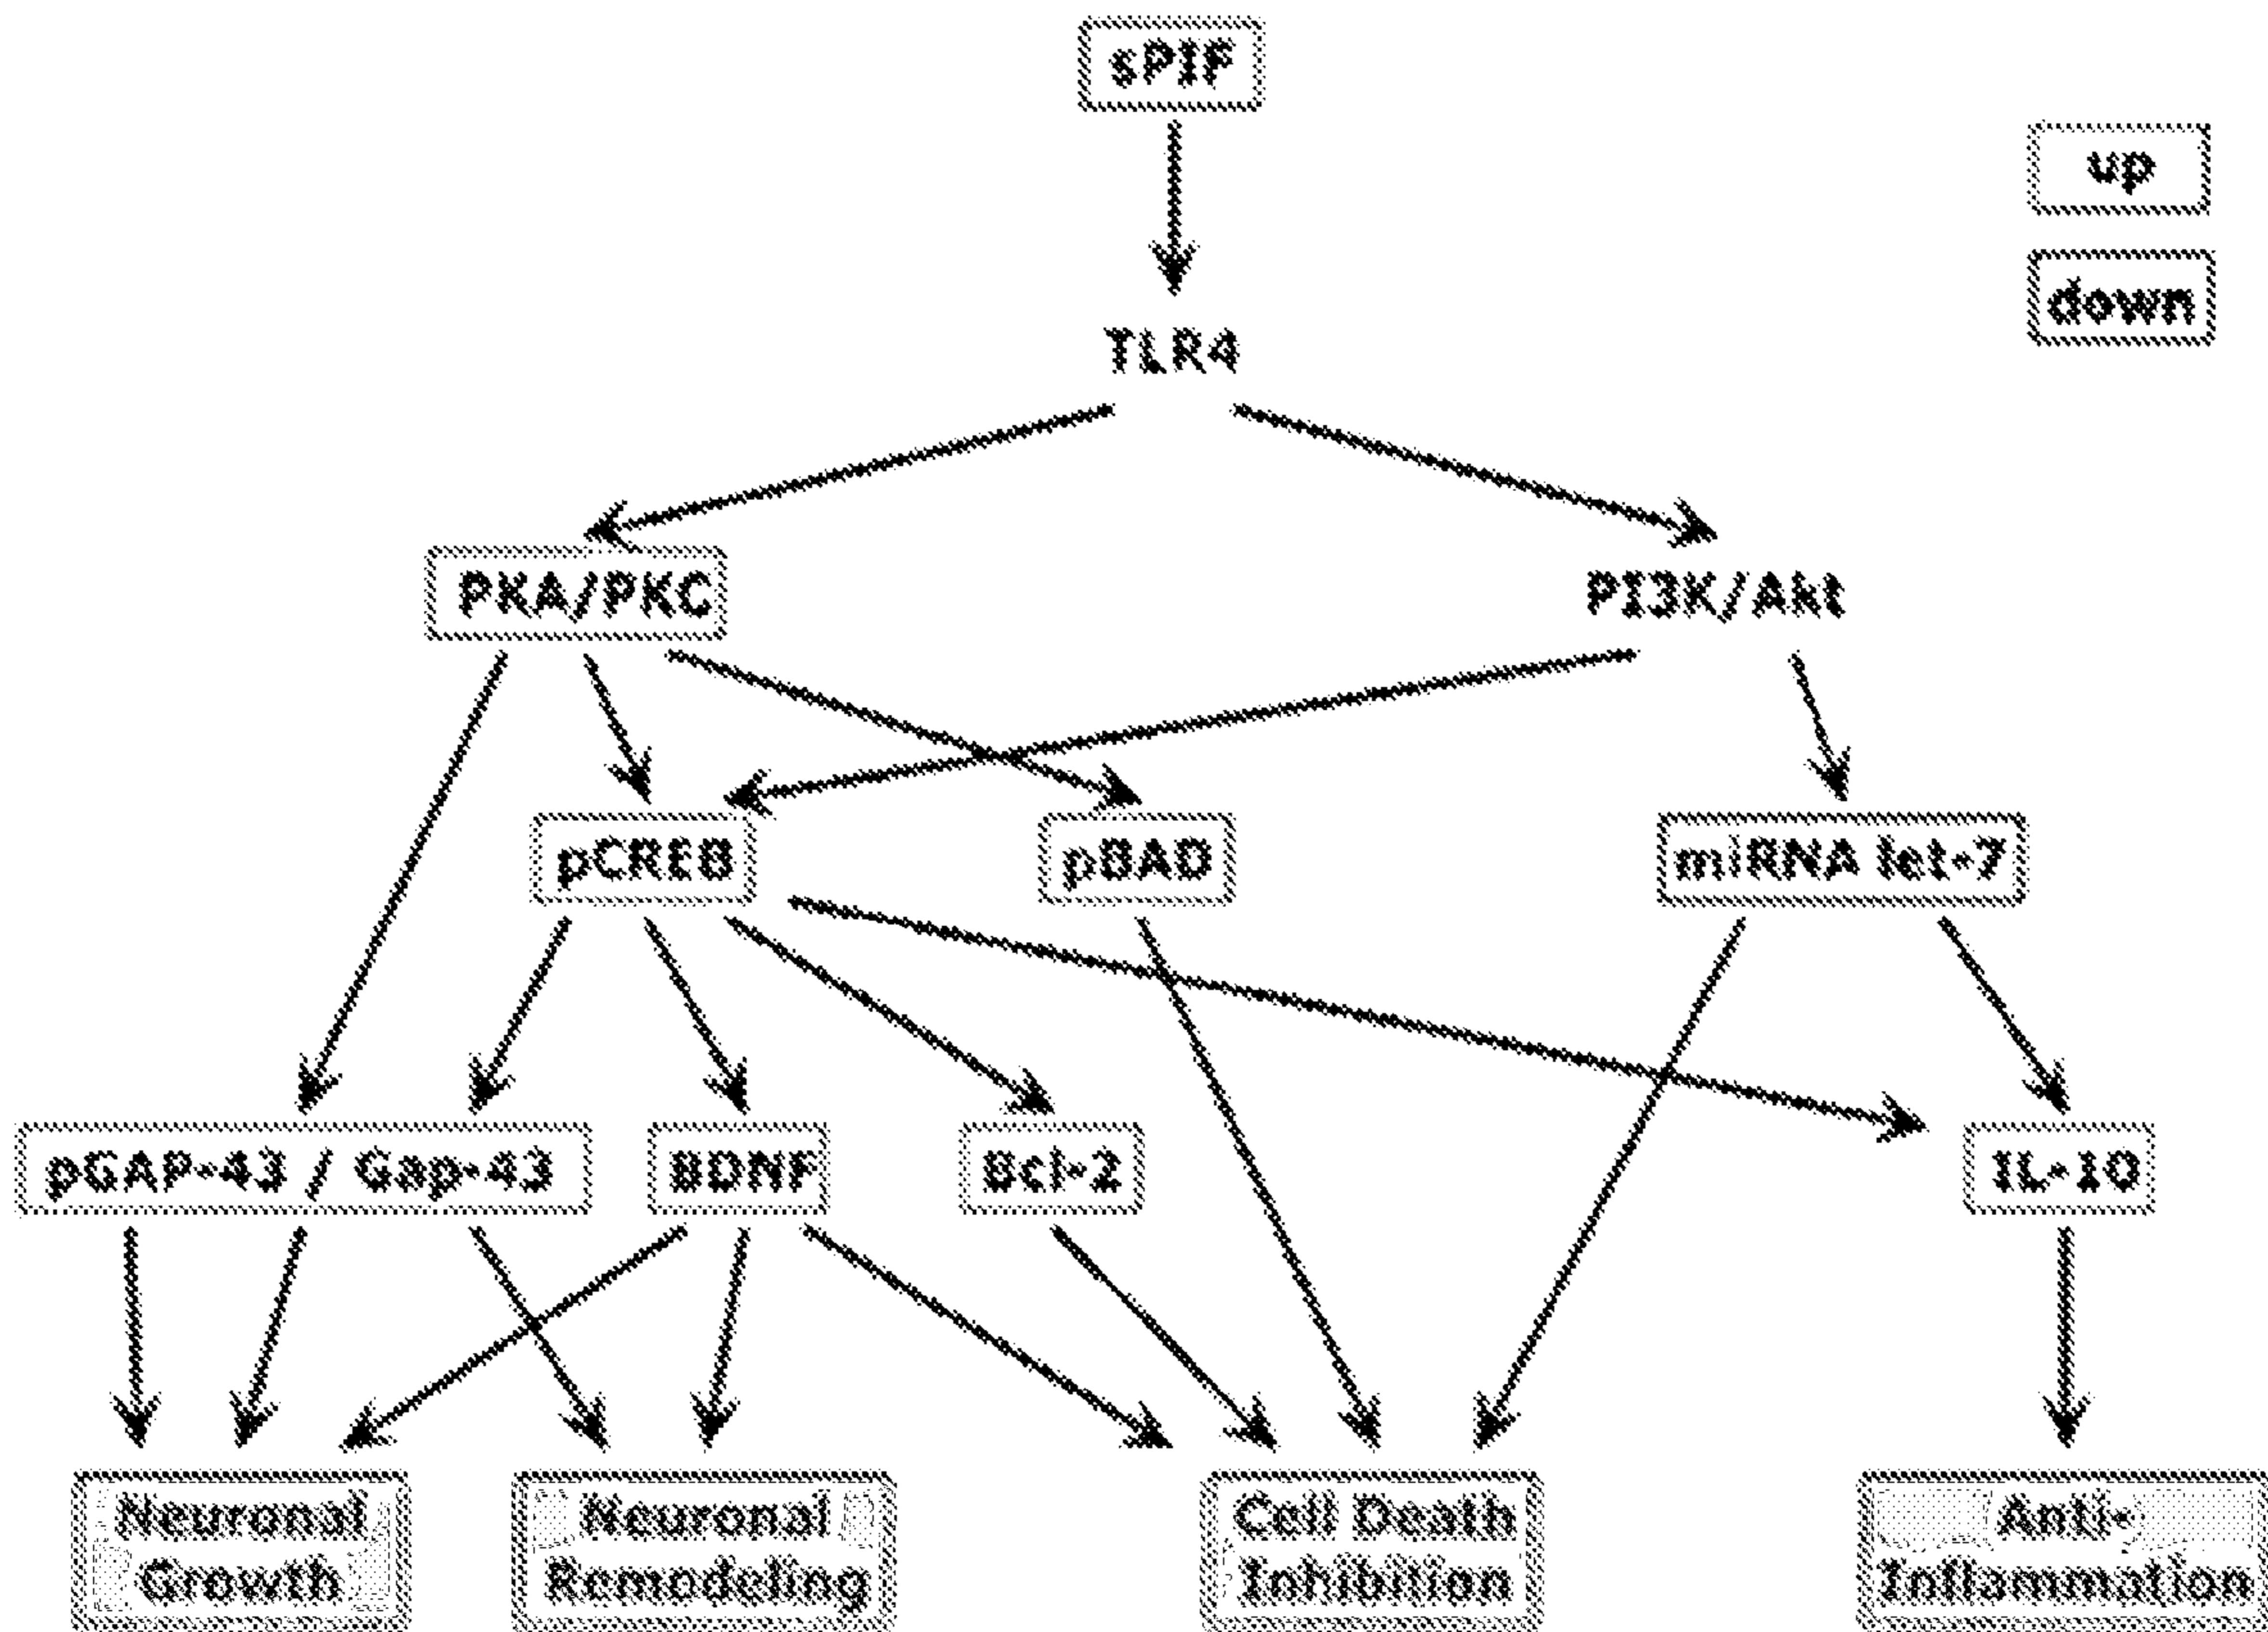 sPIF
up
down
TLR4
PKA/PKC
PI3K/Akt
pCREB
pBAD
miRNA let-7
pGAP-43 / Gap-43
BDNF
Bcl-2
IL-10
Neuronal
Growth
Neuronal
Remodeling
Cell Death
Inhibition
Anti-
Inflammation